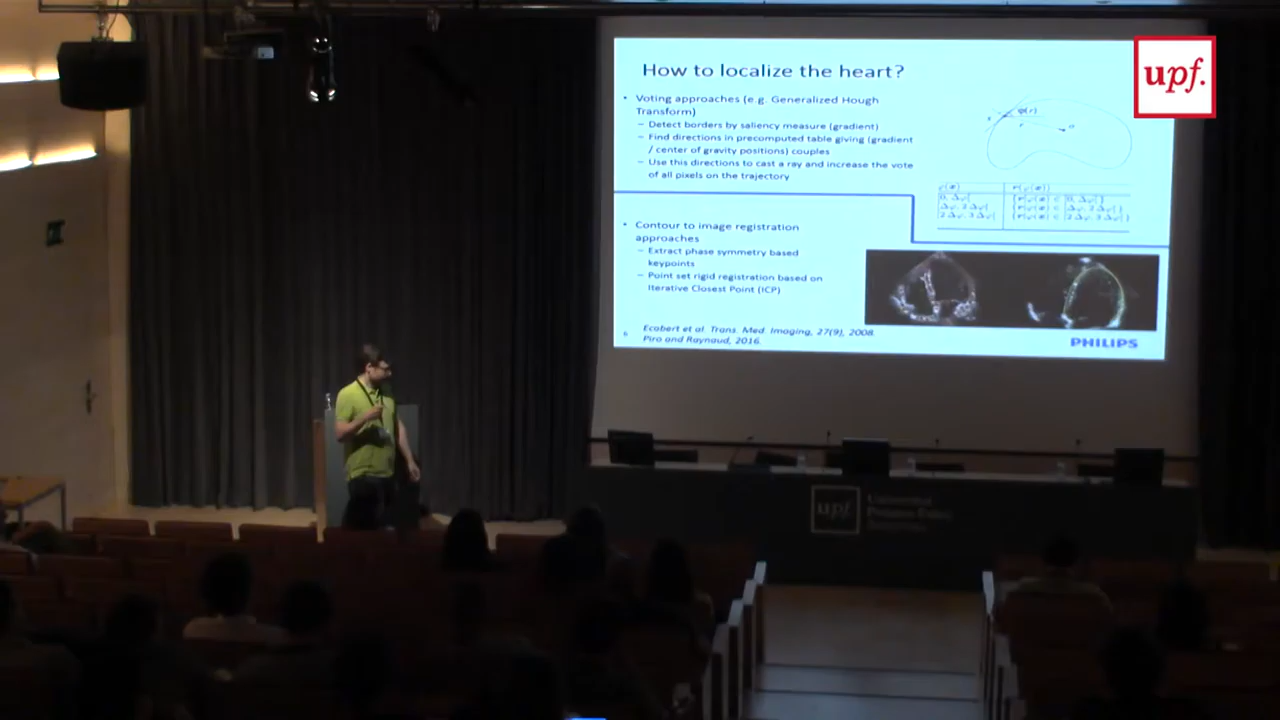 How to localize the heart?
upf.
• Voting approaches (e.g. Generalized Hough
Transform)
– Detect borders by saliency measure (gradient)
– Find directions in precomputed table giving (gradient
/ center of gravity positions) couples
– Use this directions to cast a ray and increase the vote
of all pixels on the trajectory
• Contour to image registration
approaches
– Extract phase symmetry based
keypoints
– Point set rigid registration based on
Iterative Closest Point (ICP)
6
Ecabert et al. Trans. Med. Imaging, 27(9), 2008.
Piro and Raynaud, 2016.
PHILIPS
upf.